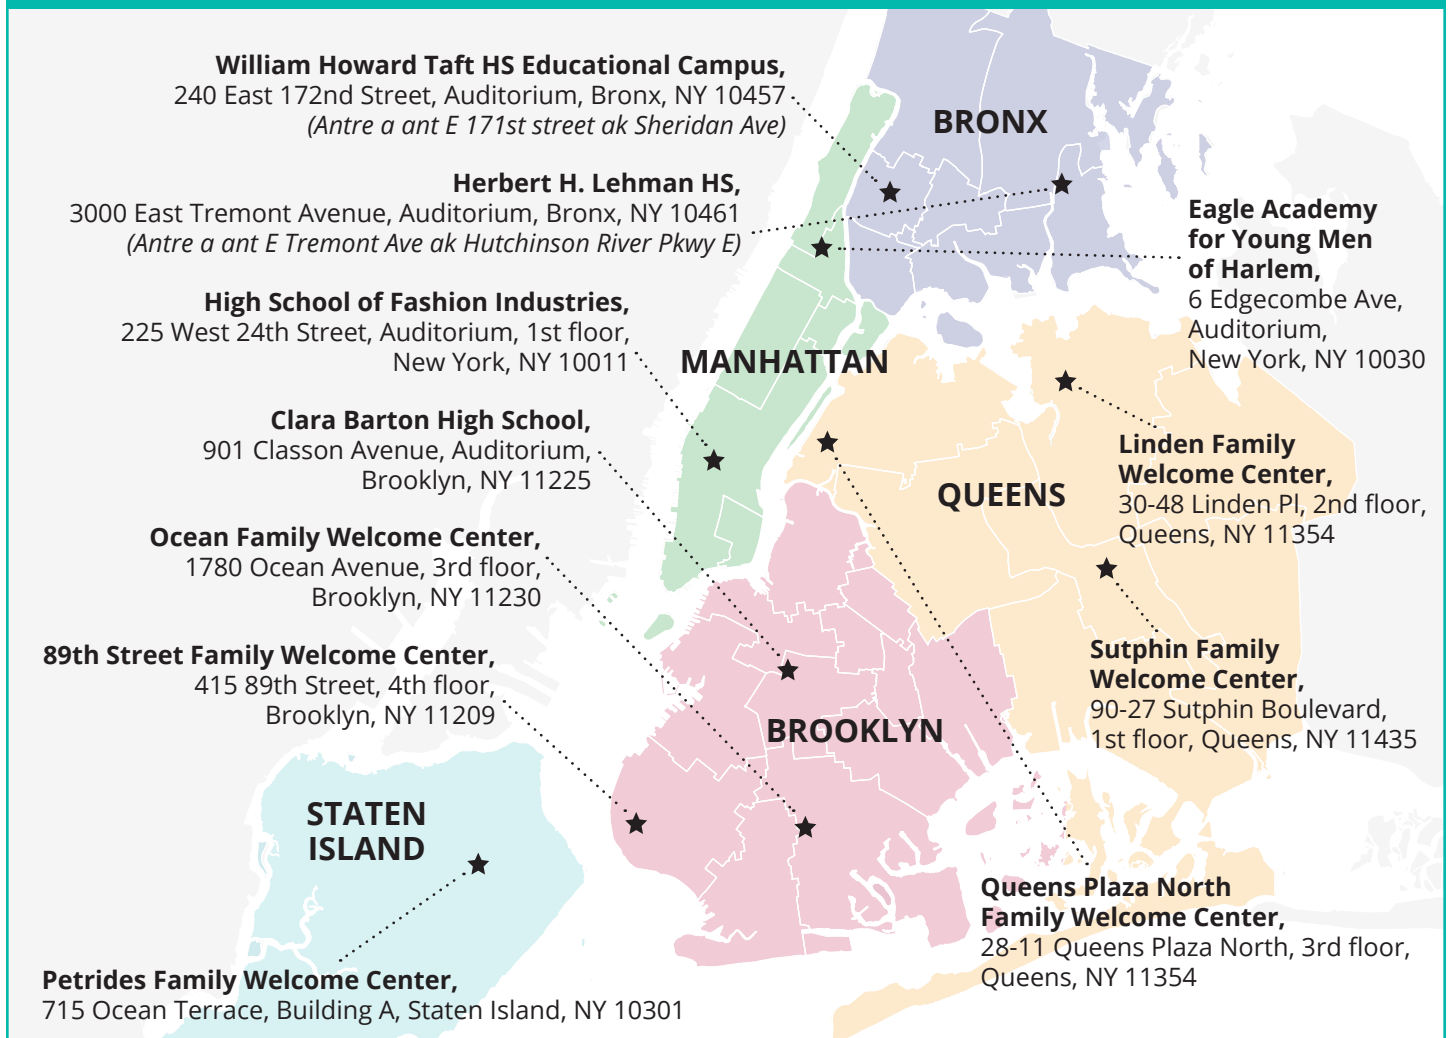 William Howard Taft HS Educational Campus,
240 East 172nd Street, Auditorium, Bronx, NY 10457
(Antre a ant E 171st street ak Sheridan Ave)
BRONX
Herbert H. Lehman HS,
3000 East Tremont Avenue, Auditorium, Bronx, NY 10461
(Antre a ant E Tremont Ave ak Hutchinson River Pkwy E)
Eagle Academy
for Young Men
of Harlem,
6 Edgecombe Ave,
Auditorium,
New York, NY 10030
High School of Fashion Industries,
225 West 24th Street, Auditorium, 1st floor,
New York, NY 10011
MANHATTAN
Clara Barton High School,
901 Classon Avenue, Auditorium,
Brooklyn, NY 11225
Linden Family
Welcome Center,
30-48 Linden Pl, 2nd floor,
Queens, NY 11354
QUEENS
Ocean Family Welcome Center,
1780 Ocean Avenue, 3rd floor,
Brooklyn, NY 11230
89th Street Family Welcome Center,
415 89th Street, 4th floor,
Brooklyn, NY 11209
Sutphin Family
Welcome Center,
90-27 Sutphin Boulevard,
1st floor, Queens, NY 11435
BROOKLYN
STATEN
ISLAND
Queens Plaza North
Family Welcome Center,
28-11 Queens Plaza North, 3rd floor,
Queens, NY 11354
Petrides Family Welcome Center,
715 Ocean Terrace, Building A, Staten Island, NY 10301